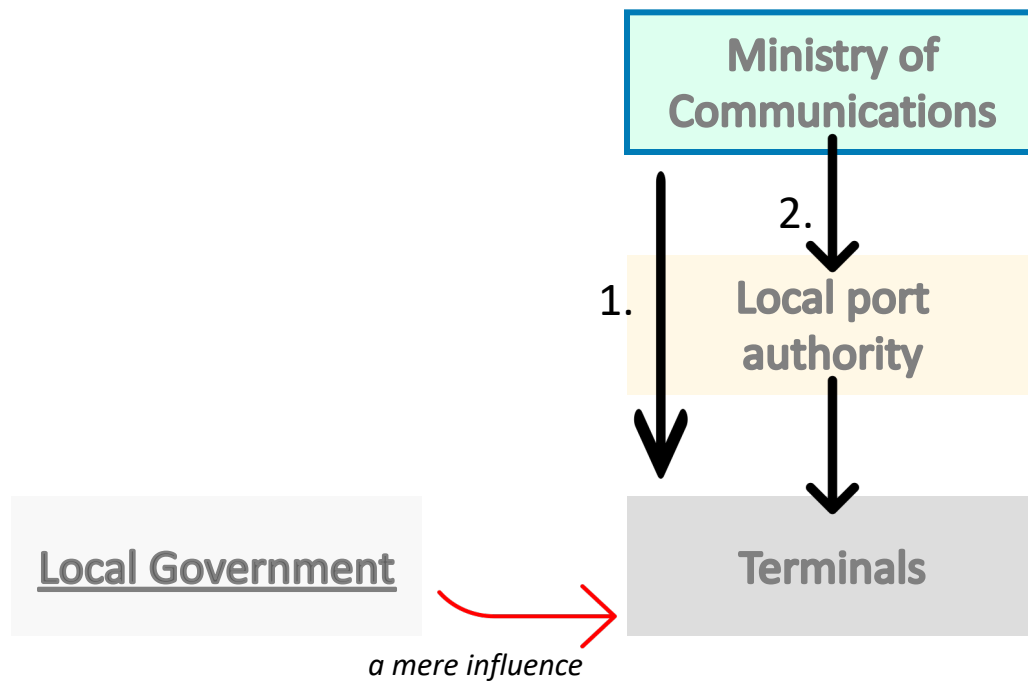 Ministry of
Communications
2.
1.
Local port
authority
Local Government
Terminals
a mere influence